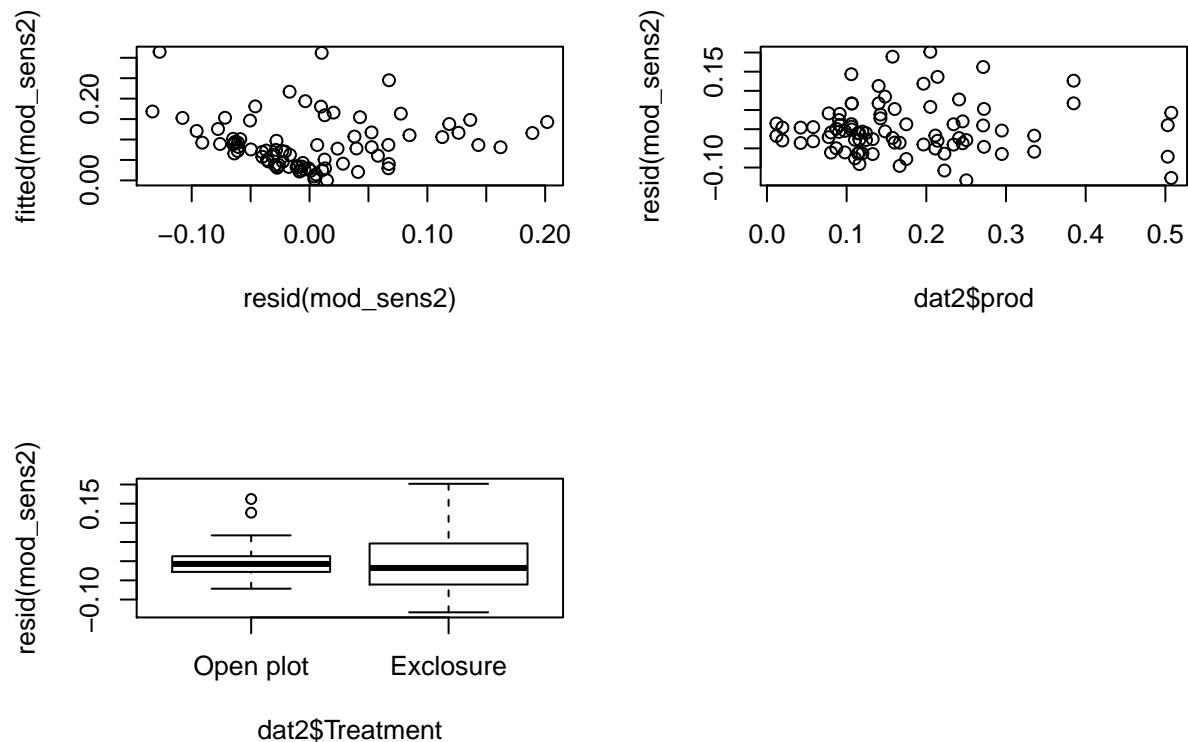 fitted(mod_sens2)
0.00 0.20
−0.10 0.00 0.10 0.20
resid(mod_sens2)
resid(mod_sens2)
−0.10 0.15
0.0 0.1 0.2 0.3 0.4 0.5
dat2$prod
resid(mod_sens2)
−0.10 0.15
Open plot Exclosure
dat2$Treatment